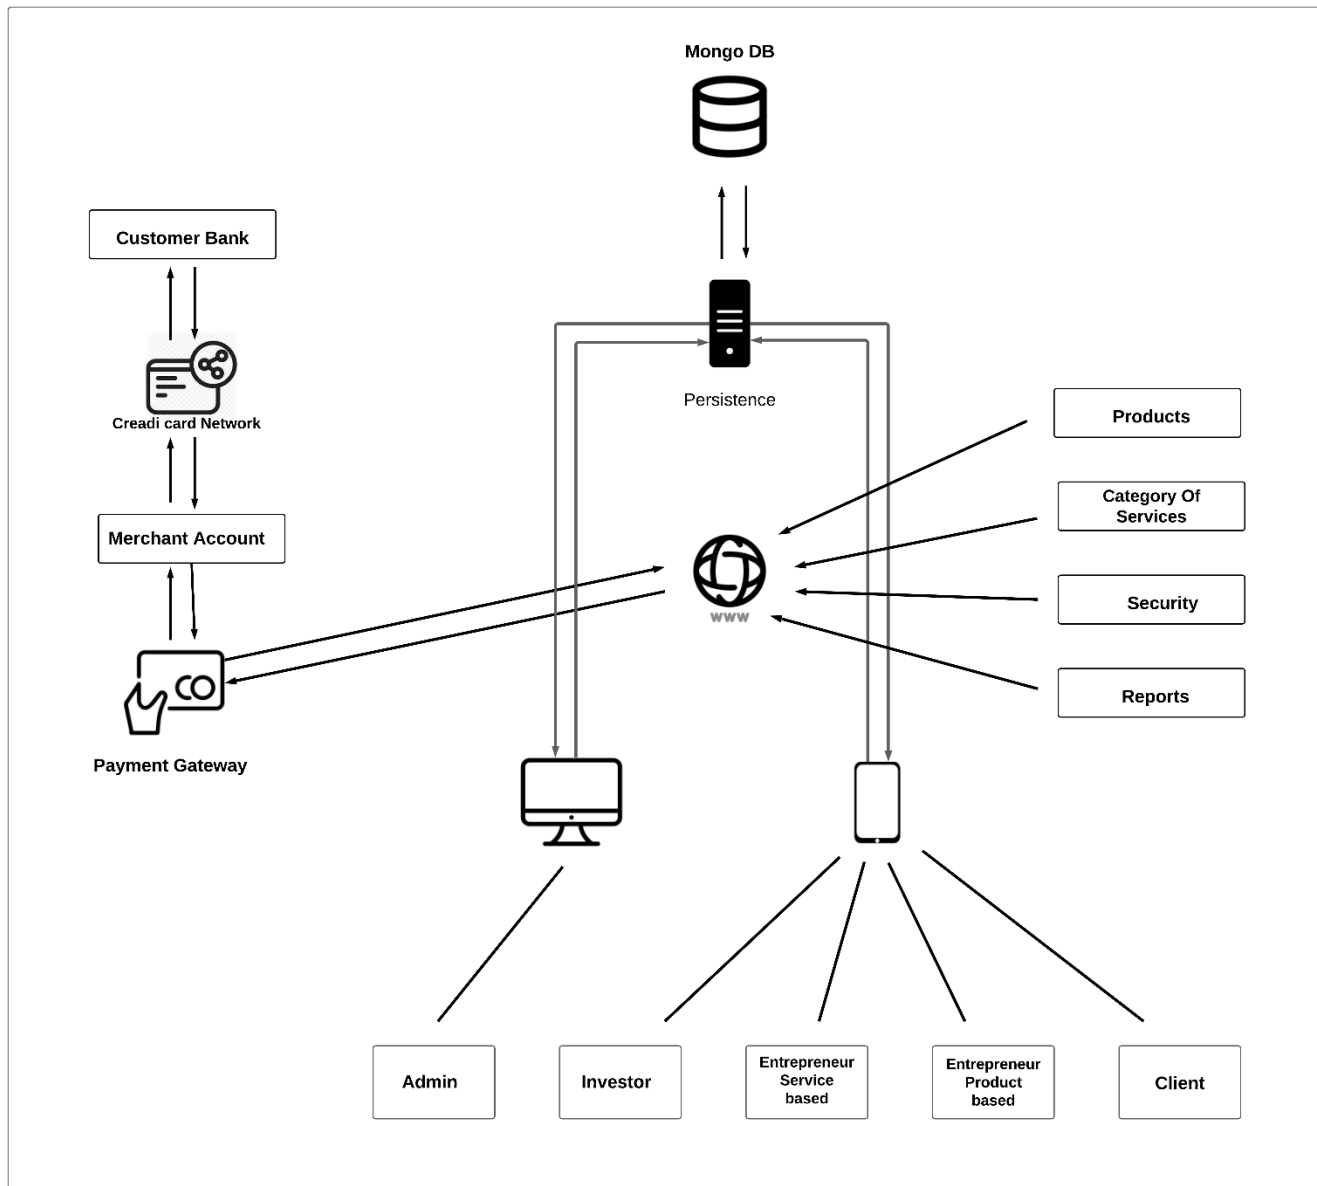 Mongo DB
Customer Bank
Creadi card Network
Merchant Account
Payment Gateway
Persistence
www
Products
Category Of
Services
Security
Reports
Admin
Investor
Entrepreneur
Service
based
Entrepreneur
Product
based
Client